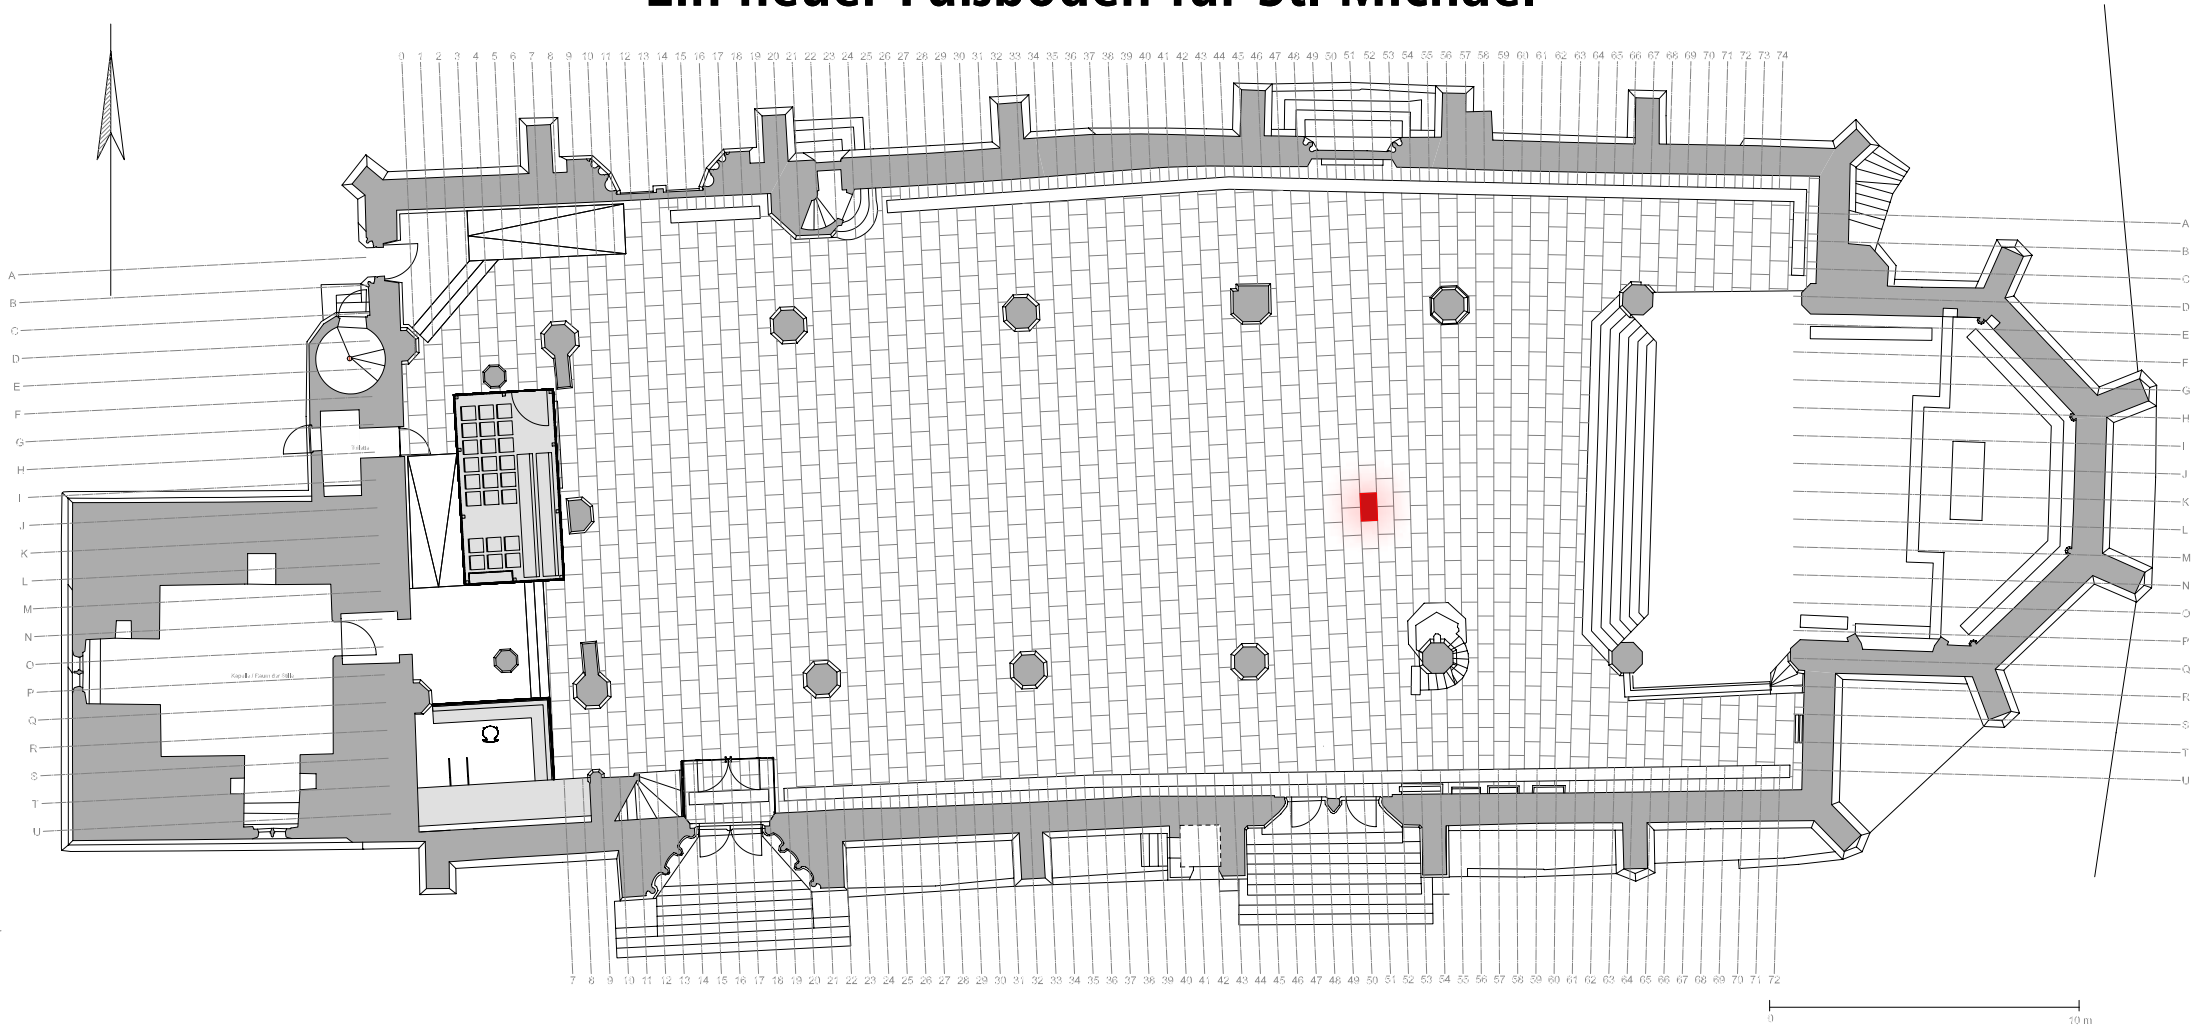 Ein neuer Fußboden für St. Michael
0 1 2 3 4 5 6 7 8 9 10 11 12 13 14 15 16 17 18 19 20 21 22 23 24 25 26 27 28 29 30 31 32 33 34 35 36 37 38 39 40 41 42 43 44 45 46 47 48 49 50 51 52 53 54 55 56 57 58 59 60 61 62 63 64 65 66 67 68 69 70 71 72 73 74
A
B
C
D
E
F
G
H
I
J
K
L
M
N
O
P
Q
R
S
T
U
A
B
C
D
E
F
G
H
I
J
K
L
M
N
O
P
Q
R
S
T
U
7 8 9 10 11 12 13 14 15 16 17 18 19 20 21 22 23 24 25 26 27 28 29 30 31 32 33 34 35 36 37 38 39 40 41 42 43 44 45 46 47 48 49 50 51 52 53 54 55 56 57 58 59 60 61 62 63 64 65 66 67 68 69 70 71 72
0 10 m